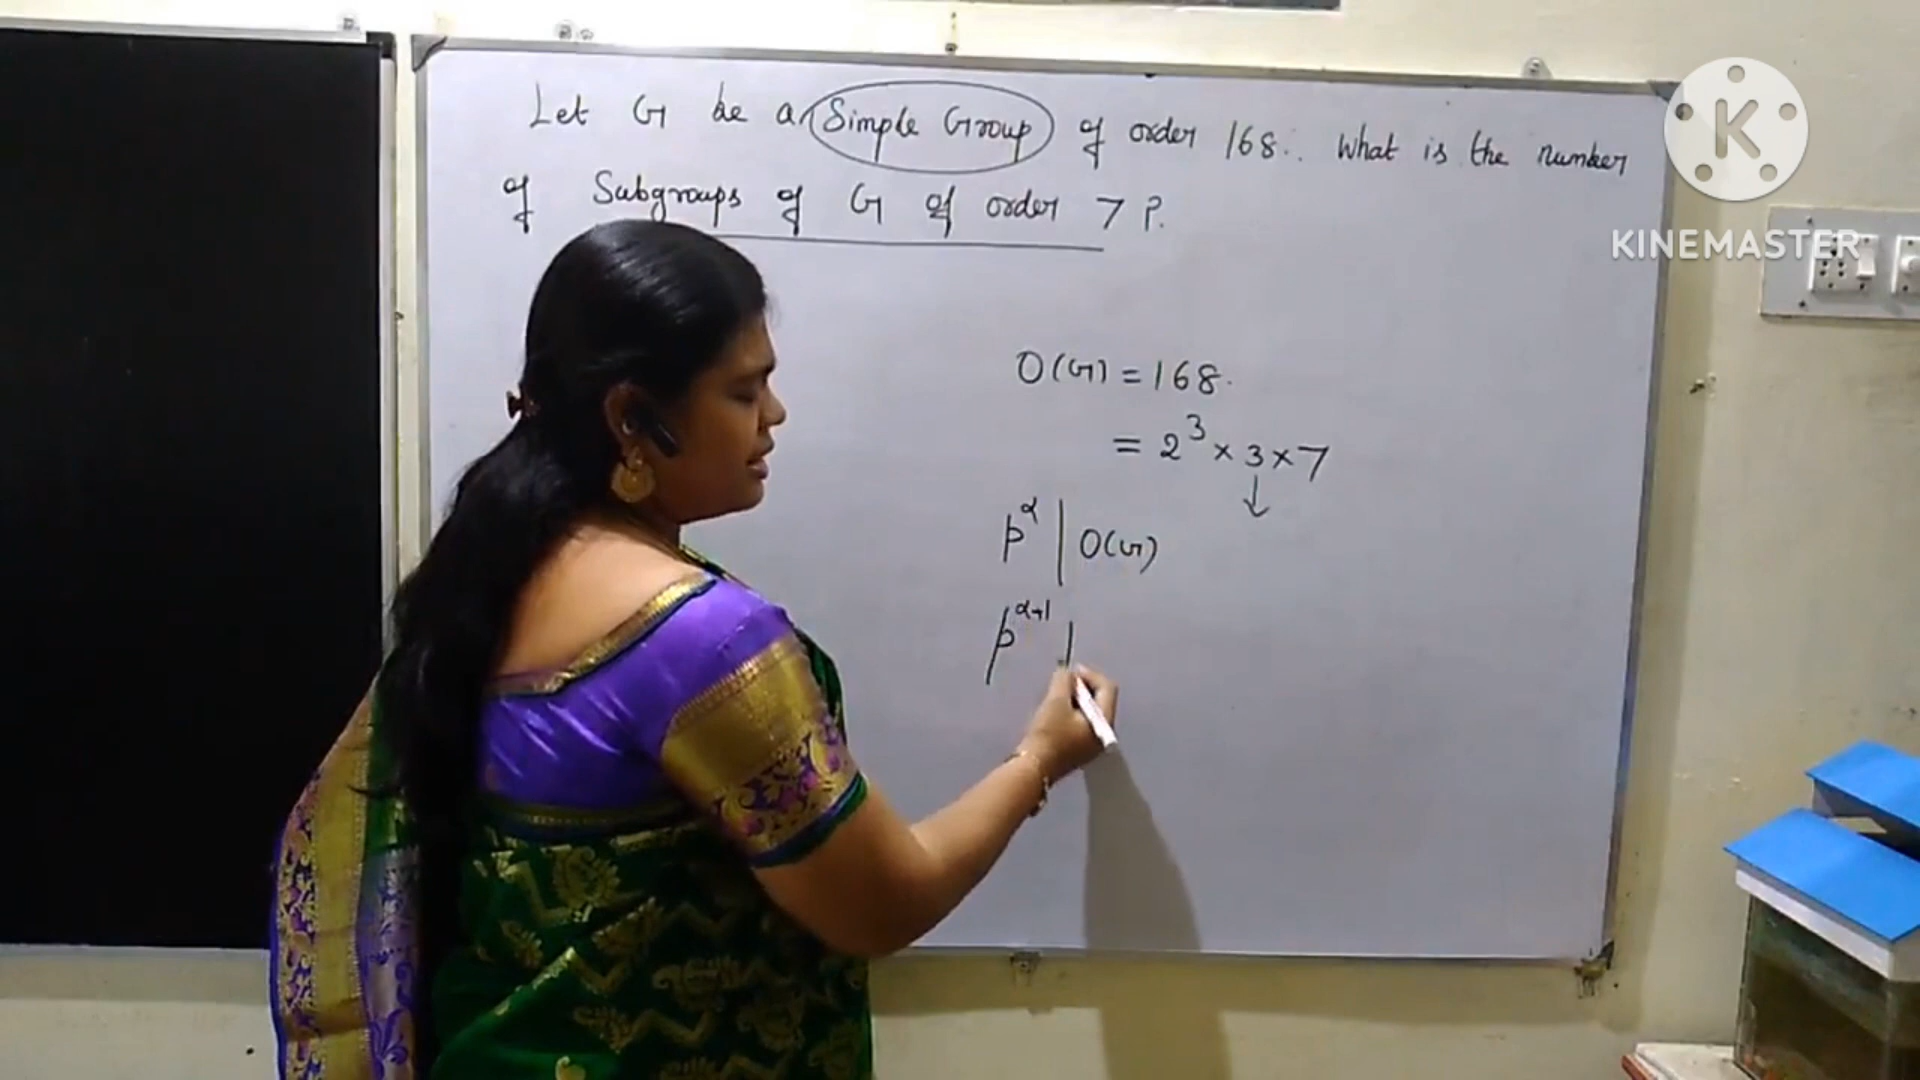 Let G be a Simple Group of order 168. What is the number
of Subgroups of G of order 7 ?.
K
KINEMASTER
O(G) = 168.
= 2³ × 3 × 7
↓
p^α | O(G)
p^α+1 |